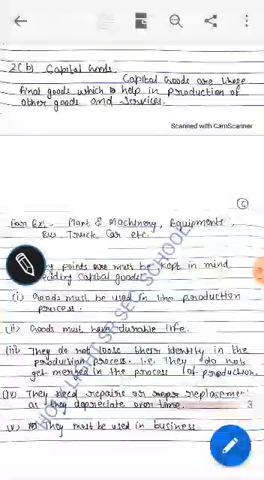 2(b) Capital Goods.
Capital Goods are those
final goods which help in production of
other goods and services.
Scanned with CamScanner
6
For Ex. Plant & Machinery, Equipments
Bus Truck, Car etc.
points are must be kept in mind
capital goods
(i) Goods must be used in the production
process.
(ii) Goods must have durable life.
(iii) They do not loose there identity in the
production process. i.e. They do not
get merged in the process of production.
(iv) They need repairs or replacement
as they depreciate over time.
3
(v) They must be used in business